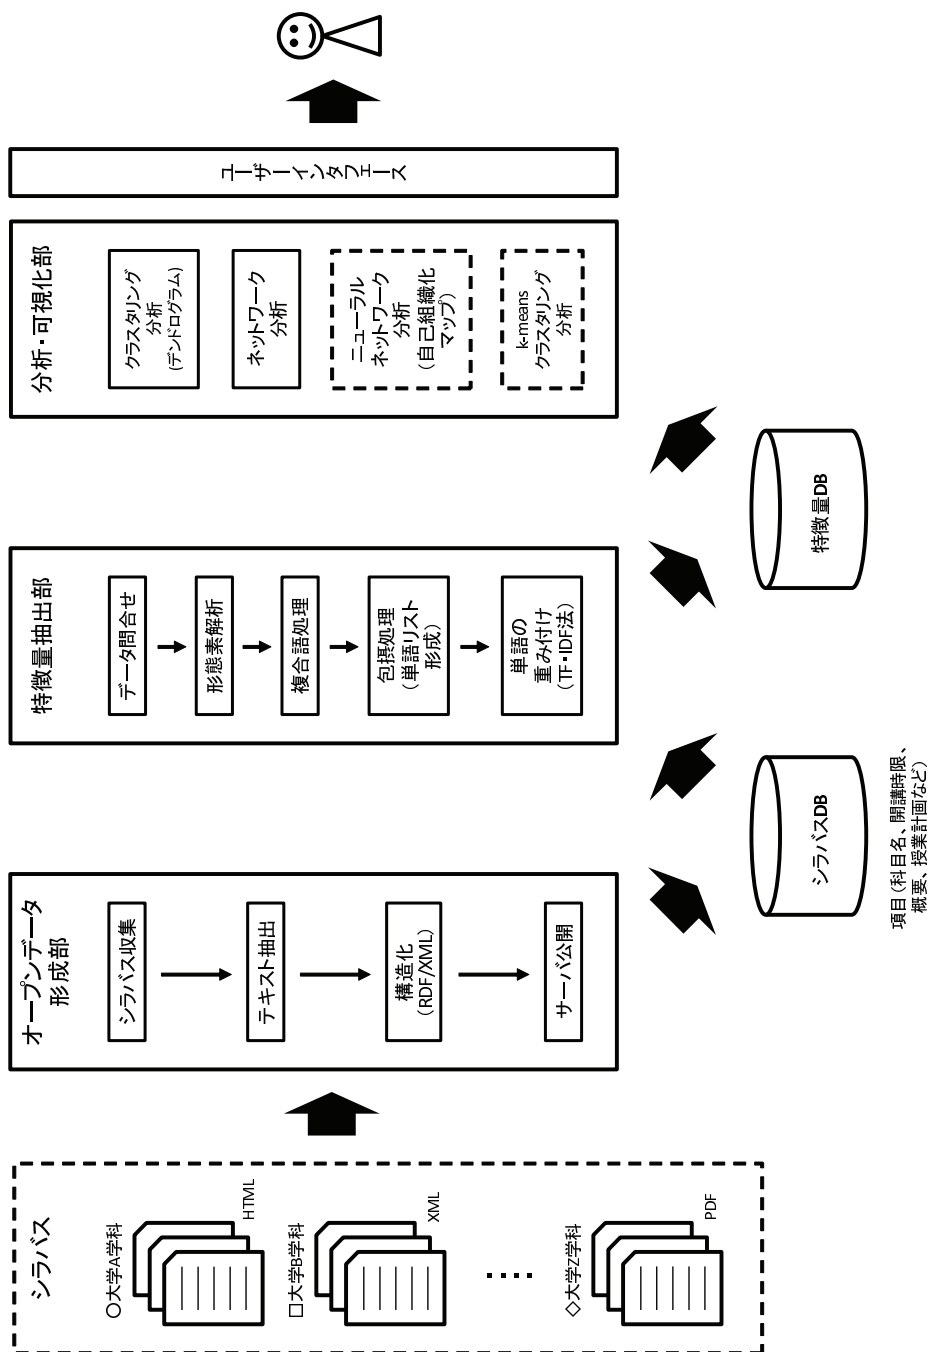 シラバス
○大学A学科
HTML
□大学B学科
XML
‥‥
◇大学Z学科
PDF
オープンデータ
形成部
シラバス収集
テキスト抽出
構造化
(RDF/XML)
サーバ公開
シラバスDB
項目(科目名、開講時限、
概要、授業計画など)
特徴量抽出部
データ問合せ
形態素解析
複合語処理
包摂処理
(単語リスト
形成)
単語の
重み付け
(TF・IDF法)
特徴量DB
分析・可視化部
クラスタリング
分析
(デンドログラム)
ネットワーク
分析
ニューラル
ネットワーク
分析
(自己組織化
マップ)
k-means
クラスタリング
分析
ユーザーインタフェース